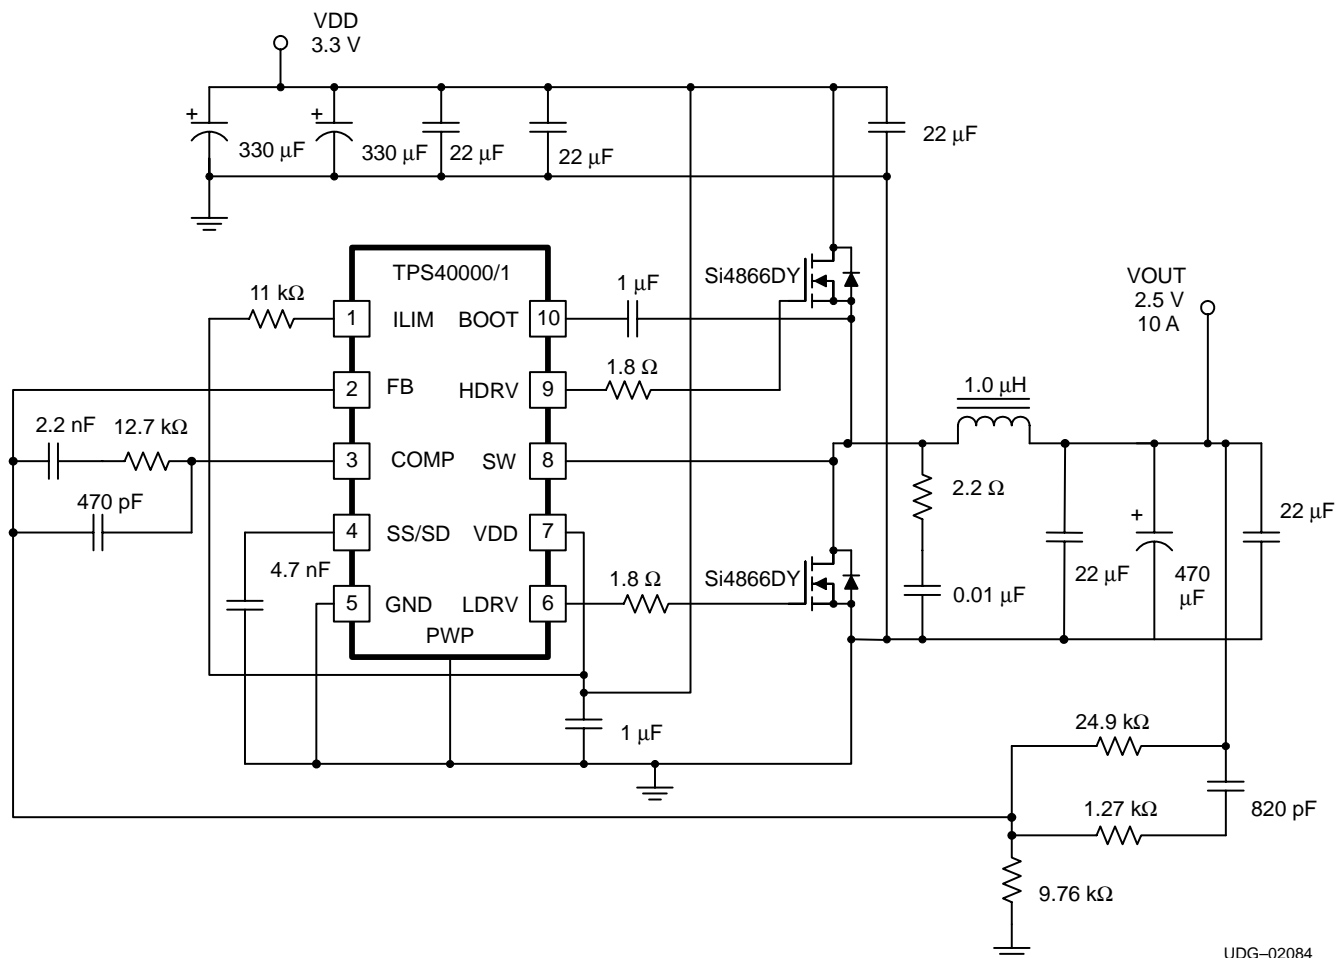 VDD
3.3 V
+
330 μF
+
330 μF
22 μF
22 μF
22 μF
TPS40000/1
Si4866DY
VOUT
2.5 V
10 A
11 kΩ
1 μF
1
ILIM
BOOT
10
1.8 Ω
2
FB
HDRV
9
1.0 μH
2.2 nF
12.7 kΩ
3
COMP
SW
8
470 pF
2.2 Ω
22 μF
4
SS/SD
VDD
7
+
4.7 nF
1.8 Ω
Si4866DY
22 μF
470
μF
0.01 μF
5
GND
LDRV
6
PWP
1 μF
24.9 kΩ
1.27 kΩ
820 pF
9.76 kΩ
UDG–02084